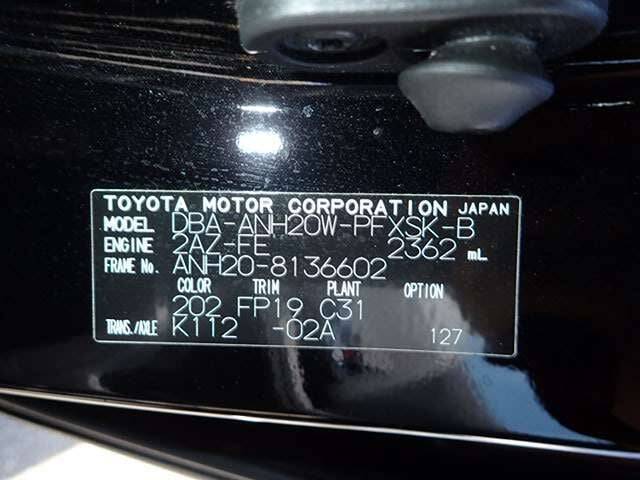 TOYOTA MOTOR CORPORATION JAPAN
MODEL DBA-ANH20W-PFXSK-B
ENGINE 2AZ-FE 2362 mL
FRAME No. ANH20-8136602
COLOR TRIM PLANT OPTION
202 FP19 C31
TRANS./AXLE K112 -02A 127